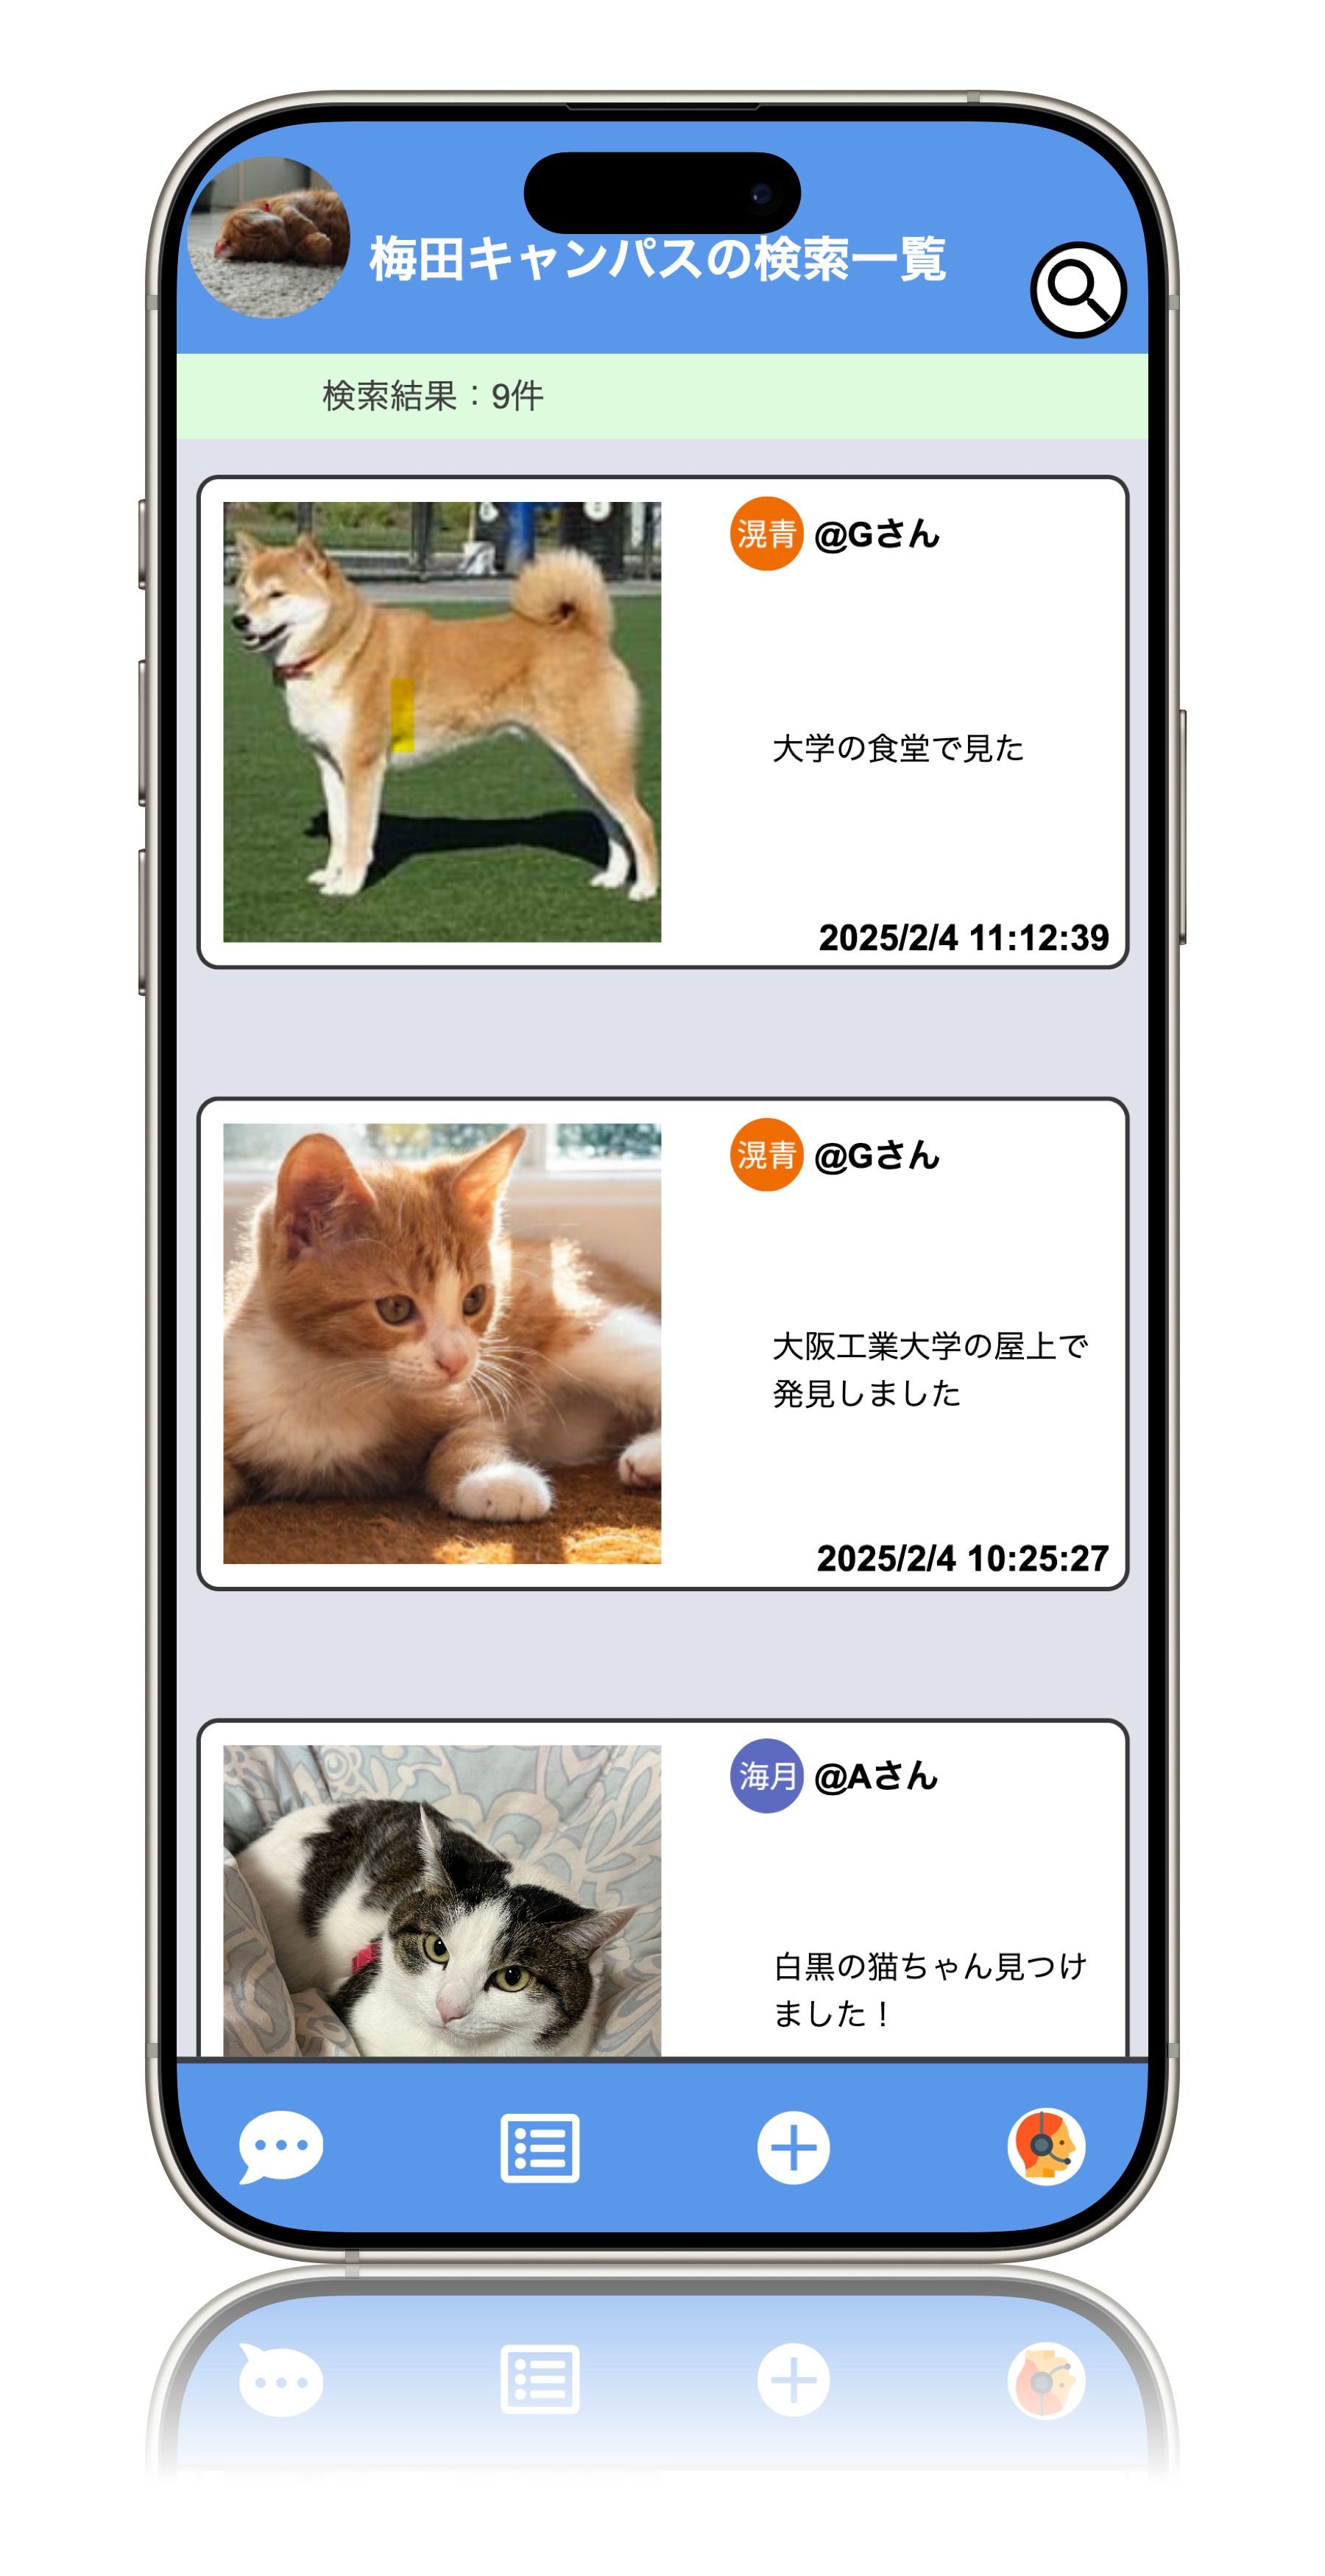 梅田キャンパスの検索一覧
検索結果：9件
滉青 @Gさん
大学の食堂で見た
2025/2/4 11:12:39
滉青 @Gさん
大阪工業大学の屋上で
発見しました
2025/2/4 10:25:27
海月 @Aさん
白黒の猫ちゃん見つけ
ました！